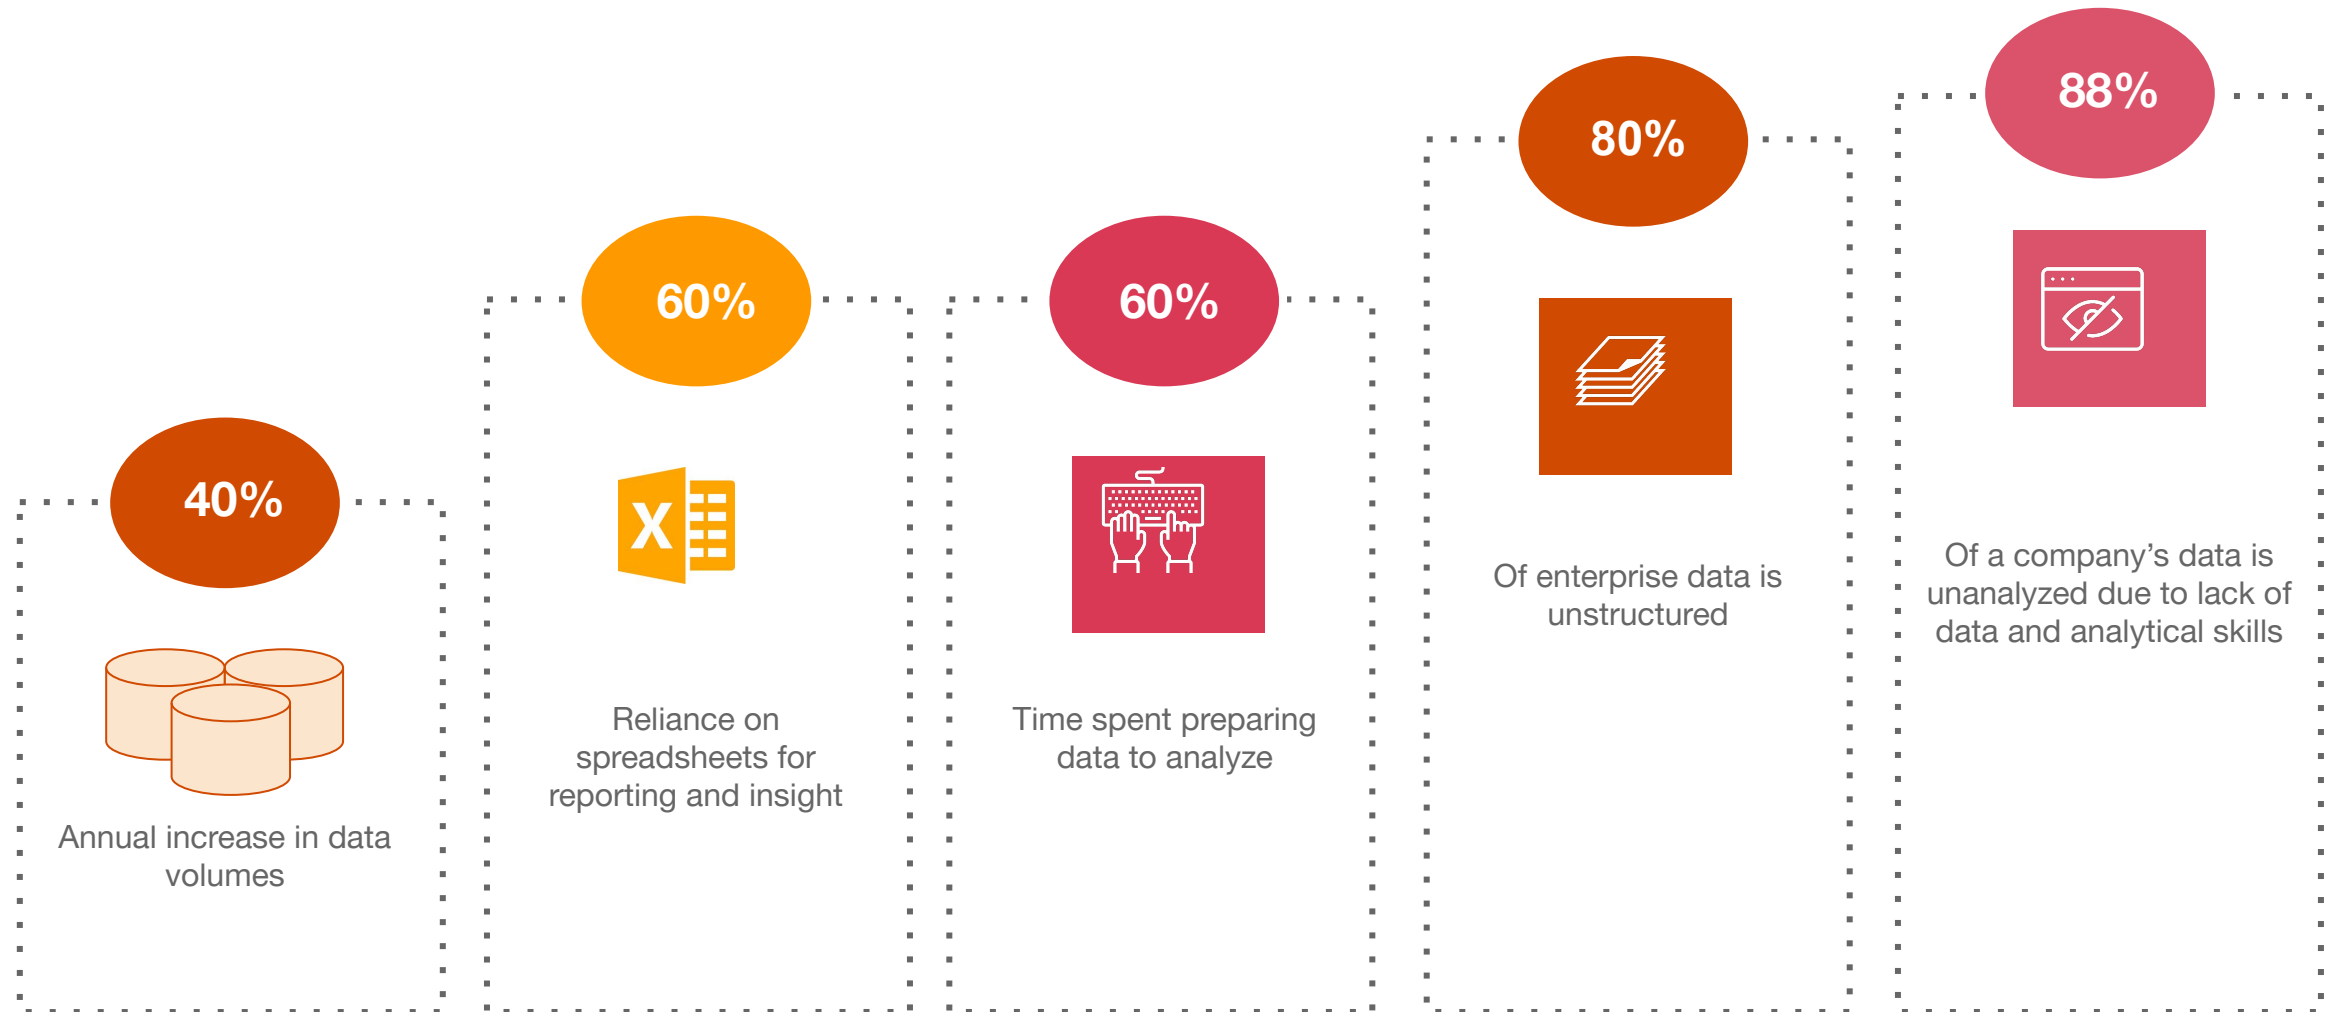 40%
Annual increase in data
volumes
60%
X
Reliance on
spreadsheets for
reporting and insight
60%
Time spent preparing
data to analyze
80%
Of enterprise data is
unstructured
88%
Of a company’s data is
unanalyzed due to lack of
data and analytical skills